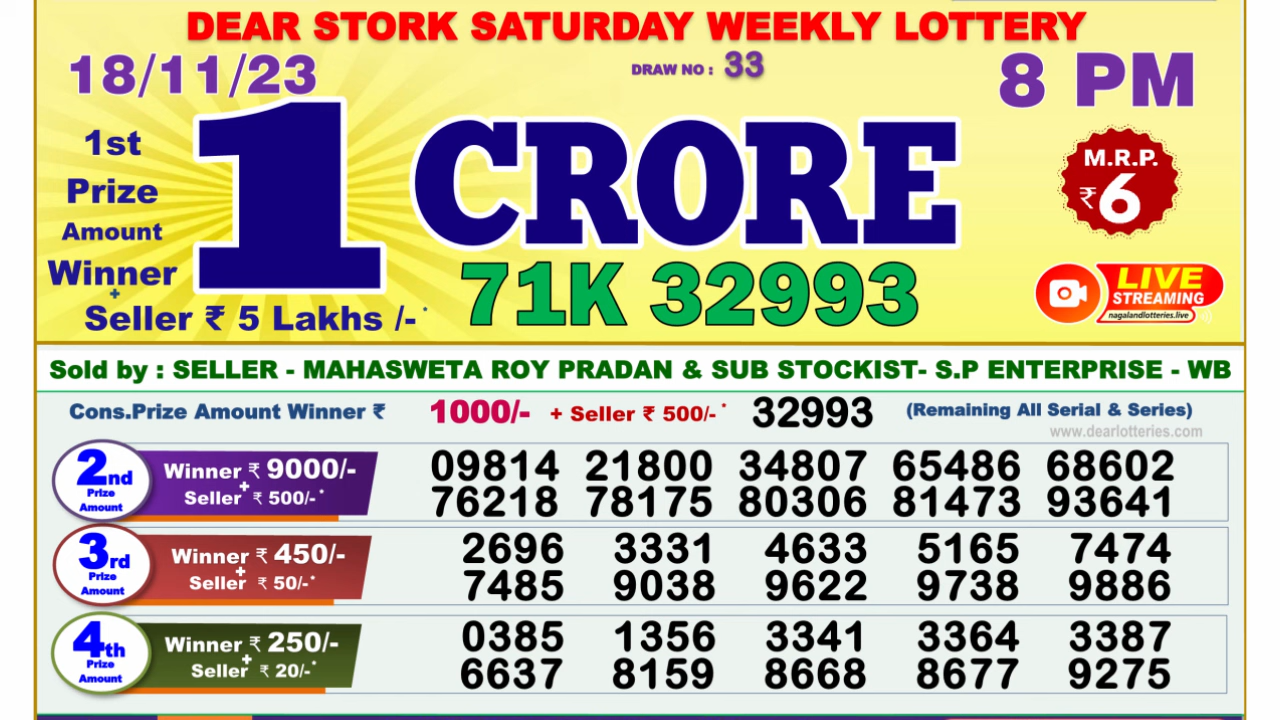 DEAR STORK SATURDAY WEEKLY LOTTERY
18/11/23
DRAW NO : 33
8 PM
1st
Prize
Amount
Winner
+
Seller ₹ 5 Lakhs /-*
1 CRORE
71K 32993
M.R.P.
₹6
LIVE
STREAMING
nagalandlotteries.live
Sold by : SELLER - MAHASWETA ROY PRADAN & SUB STOCKIST- S.P ENTERPRISE - WB
Cons.Prize Amount Winner ₹ 1000/- + Seller ₹ 500/-* 32993 (Remaining All Serial & Series)
www.dearlotteries.com
2nd
Prize
Amount
Winner ₹ 9000/-
+
Seller ₹ 500/-*
09814 21800 34807 65486 68602
76218 78175 80306 81473 93641
3rd
Prize
Amount
Winner ₹ 450/-
+
Seller ₹ 50/-*
2696 3331 4633 5165 7474
7485 9038 9622 9738 9886
4th
Prize
Amount
Winner ₹ 250/-
+
Seller ₹ 20/-*
0385 1356 3341 3364 3387
6637 8159 8668 8677 9275